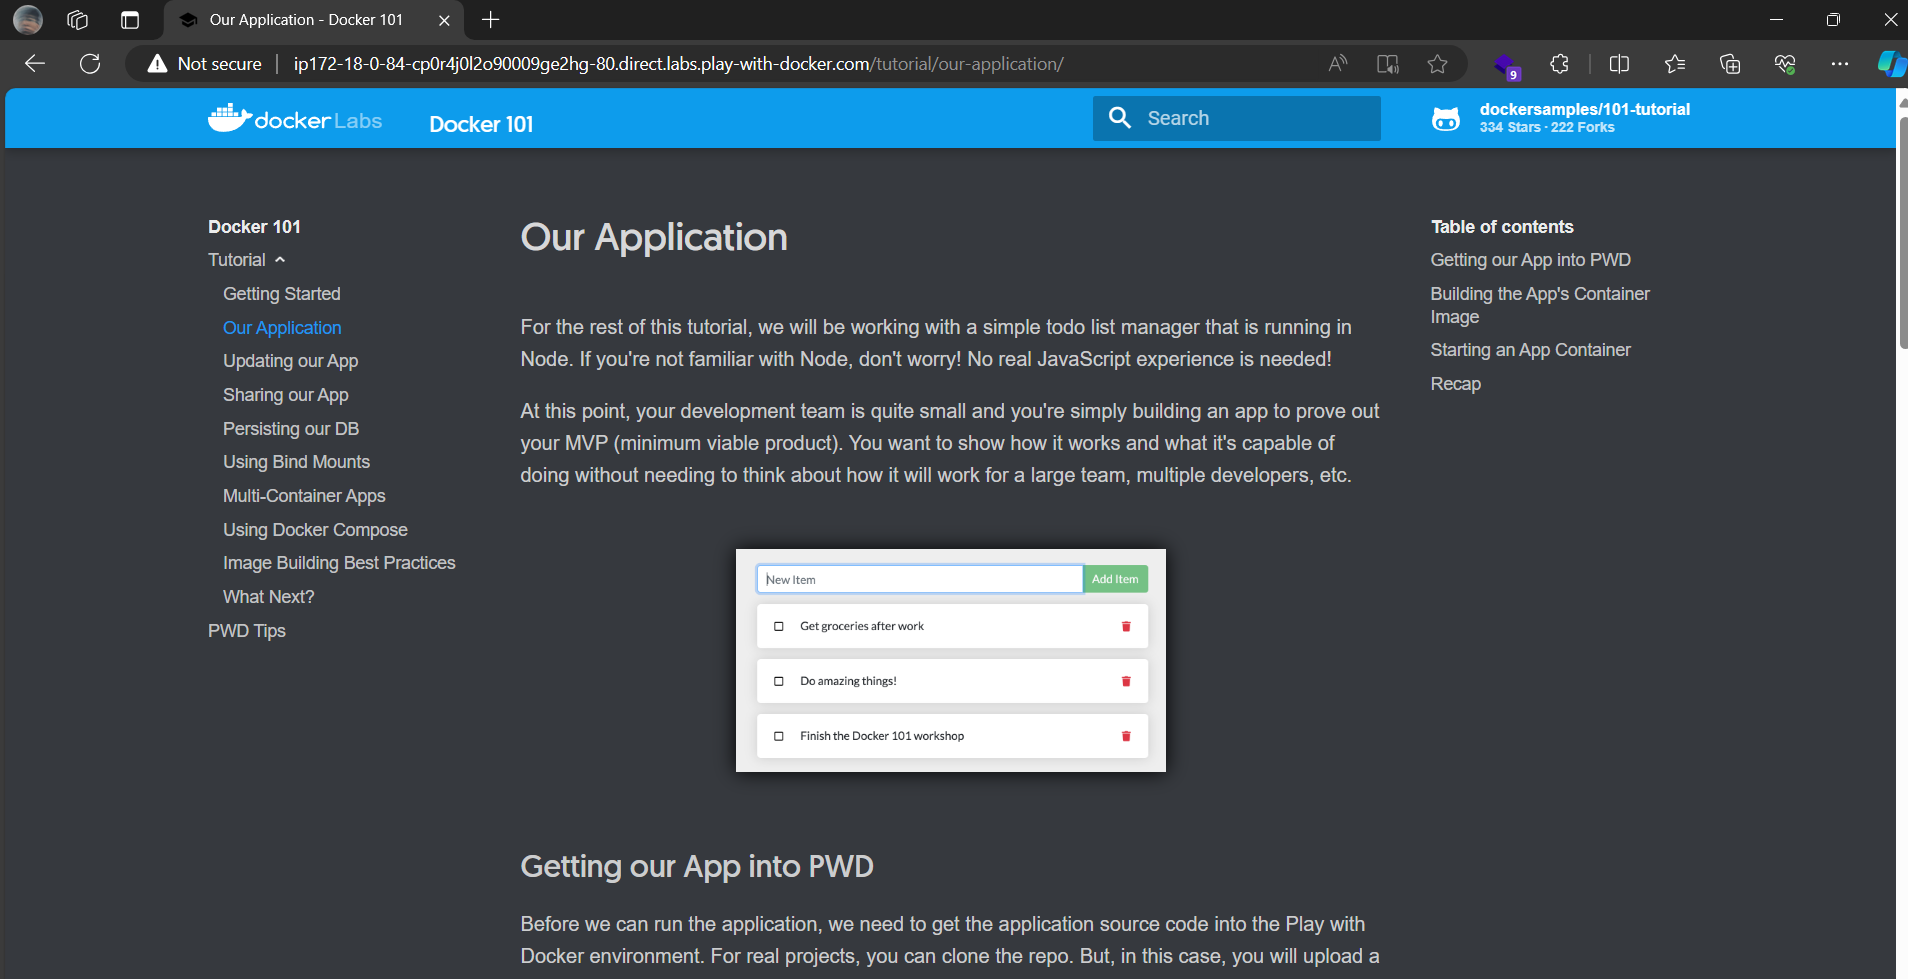 Our Application - Docker 101
Not secure
ip172-18-0-84-cp0r4j0l2o90009ge2hg-80.direct.labs.play-with-docker.com/tutorial/our-application/
9
docker Labs
Docker 101
Search
dockersamples/101-tutorial
334 Stars · 222 Forks
Docker 101
Tutorial
Getting Started
Our Application
Updating our App
Sharing our App
Persisting our DB
Using Bind Mounts
Multi-Container Apps
Using Docker Compose
Image Building Best Practices
What Next?
PWD Tips
Our Application
For the rest of this tutorial, we will be working with a simple todo list manager that is running in
Node. If you're not familiar with Node, don't worry! No real JavaScript experience is needed!
At this point, your development team is quite small and you're simply building an app to prove out
your MVP (minimum viable product). You want to show how it works and what it's capable of
doing without needing to think about how it will work for a large team, multiple developers, etc.
New Item
Add Item
Get groceries after work
Do amazing things!
Finish the Docker 101 workshop
Getting our App into PWD
Before we can run the application, we need to get the application source code into the Play with
Docker environment. For real projects, you can clone the repo. But, in this case, you will upload a
Table of contents
Getting our App into PWD
Building the App's Container
Image
Starting an App Container
Recap